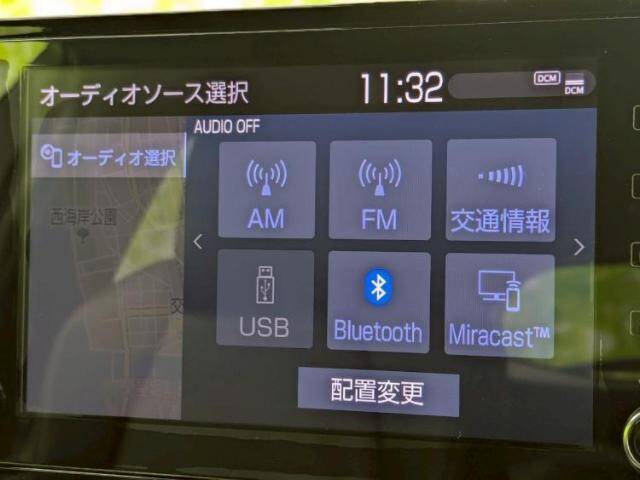 オーディオソース選択
11:32
DCM
DCM
AUDIO OFF
オーディオ選択
西海岸公園
交
AM
FM
交通情報
USB
Bluetooth
Miracast™
配置変更